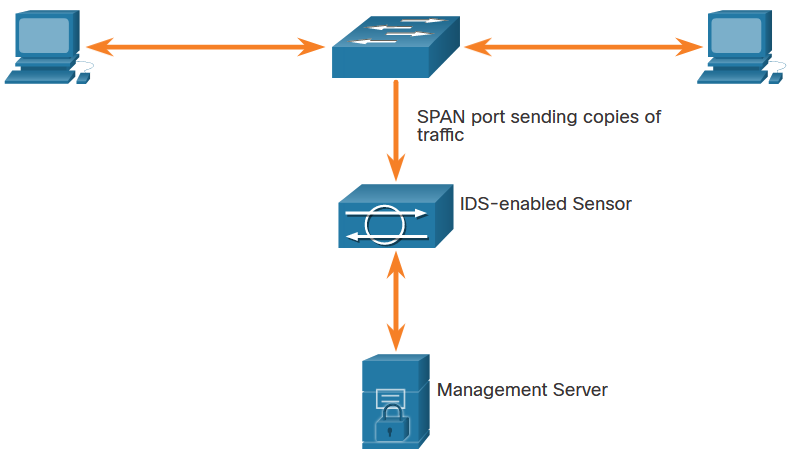 SPAN port sending copies of
traffic
IDS-enabled Sensor
Management Server